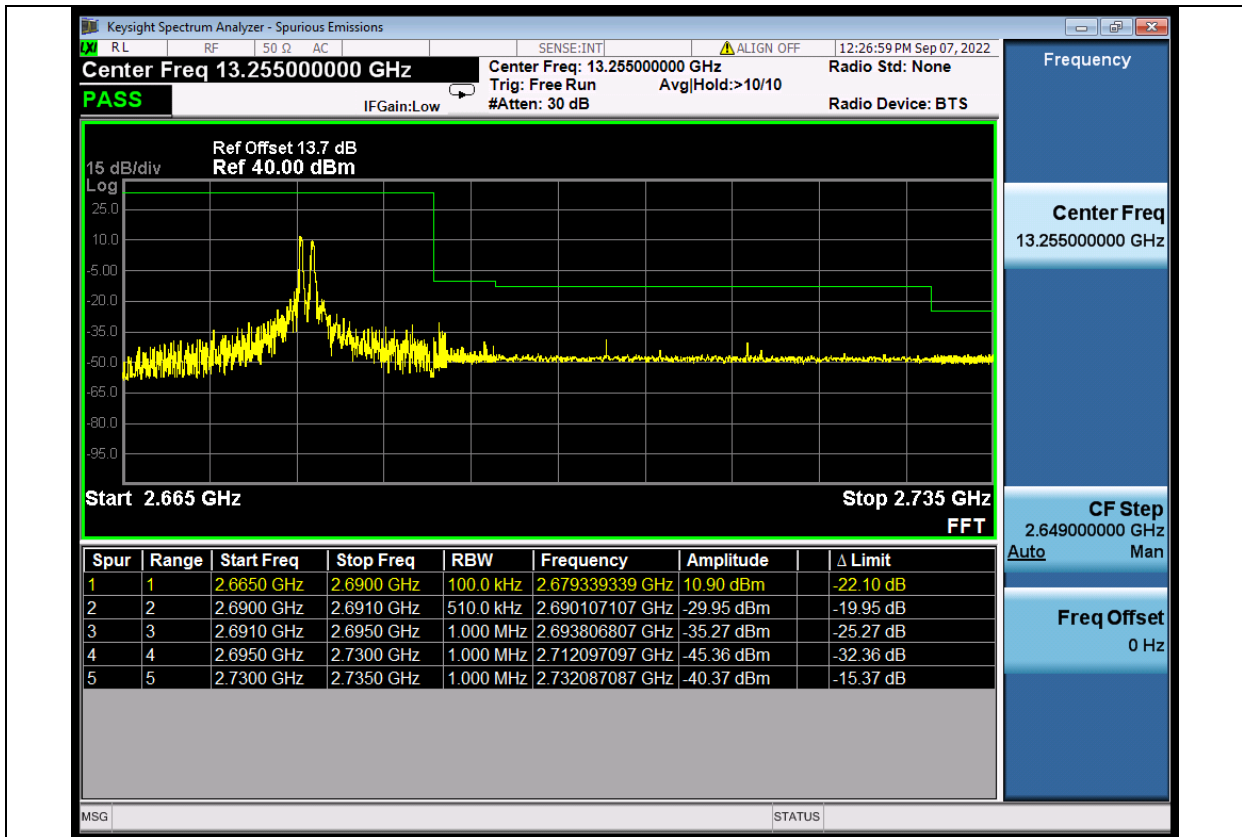 Keysight Spectrum Analyzer - Spurious Emissions
LXI RL RF 50 Ω AC SENSE:INT ALIGN OFF 12:26:59 PM Sep 07, 2022
Center Freq 13.255000000 GHz Center Freq: 13.255000000 GHz Radio Std: None
Trig: Free Run Avg|Hold:>10/10
PASS IFGain:Low #Atten: 30 dB Radio Device: BTS
Ref Offset 13.7 dB
15 dB/div Ref 40.00 dBm
Log
25.0
10.0
-5.00
-20.0
-35.0
-50.0
-65.0
-80.0
-95.0
Start 2.665 GHz Stop 2.735 GHz
FFT
Spur Range Start Freq Stop Freq RBW Frequency Amplitude Δ Limit
1 1 2.6650 GHz 2.6900 GHz 100.0 kHz 2.679339339 GHz 10.90 dBm -22.10 dB
2 2 2.6900 GHz 2.6910 GHz 510.0 kHz 2.690107107 GHz -29.95 dBm -19.95 dB
3 3 2.6910 GHz 2.6950 GHz 1.000 MHz 2.693806807 GHz -35.27 dBm -25.27 dB
4 4 2.6950 GHz 2.7300 GHz 1.000 MHz 2.712097097 GHz -45.36 dBm -32.36 dB
5 5 2.7300 GHz 2.7350 GHz 1.000 MHz 2.732087087 GHz -40.37 dBm -15.37 dB
MSG STATUS
Frequency
Center Freq
13.255000000 GHz
CF Step
2.649000000 GHz
Auto Man
Freq Offset
0 Hz